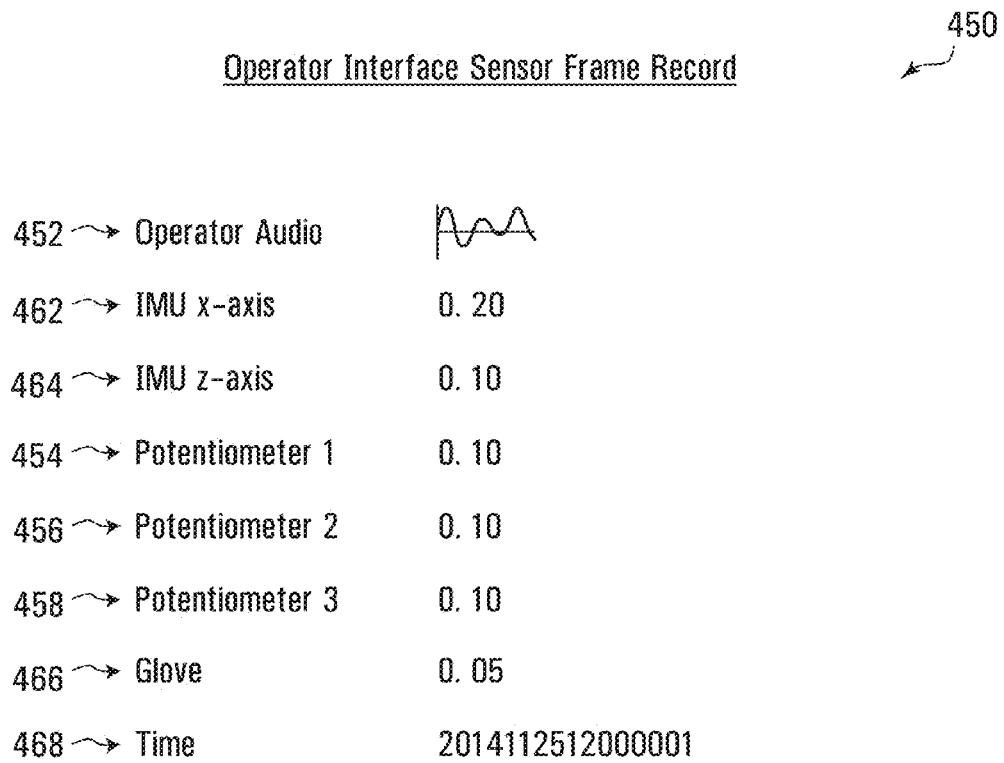 450
Operator Interface Sensor Frame Record
452 Operator Audio
462 IMU x-axis 0.20
464 IMU z-axis 0.10
454 Potentiometer 1 0.10
456 Potentiometer 2 0.10
458 Potentiometer 3 0.10
466 Glove 0.05
468 Time 2014112512000001